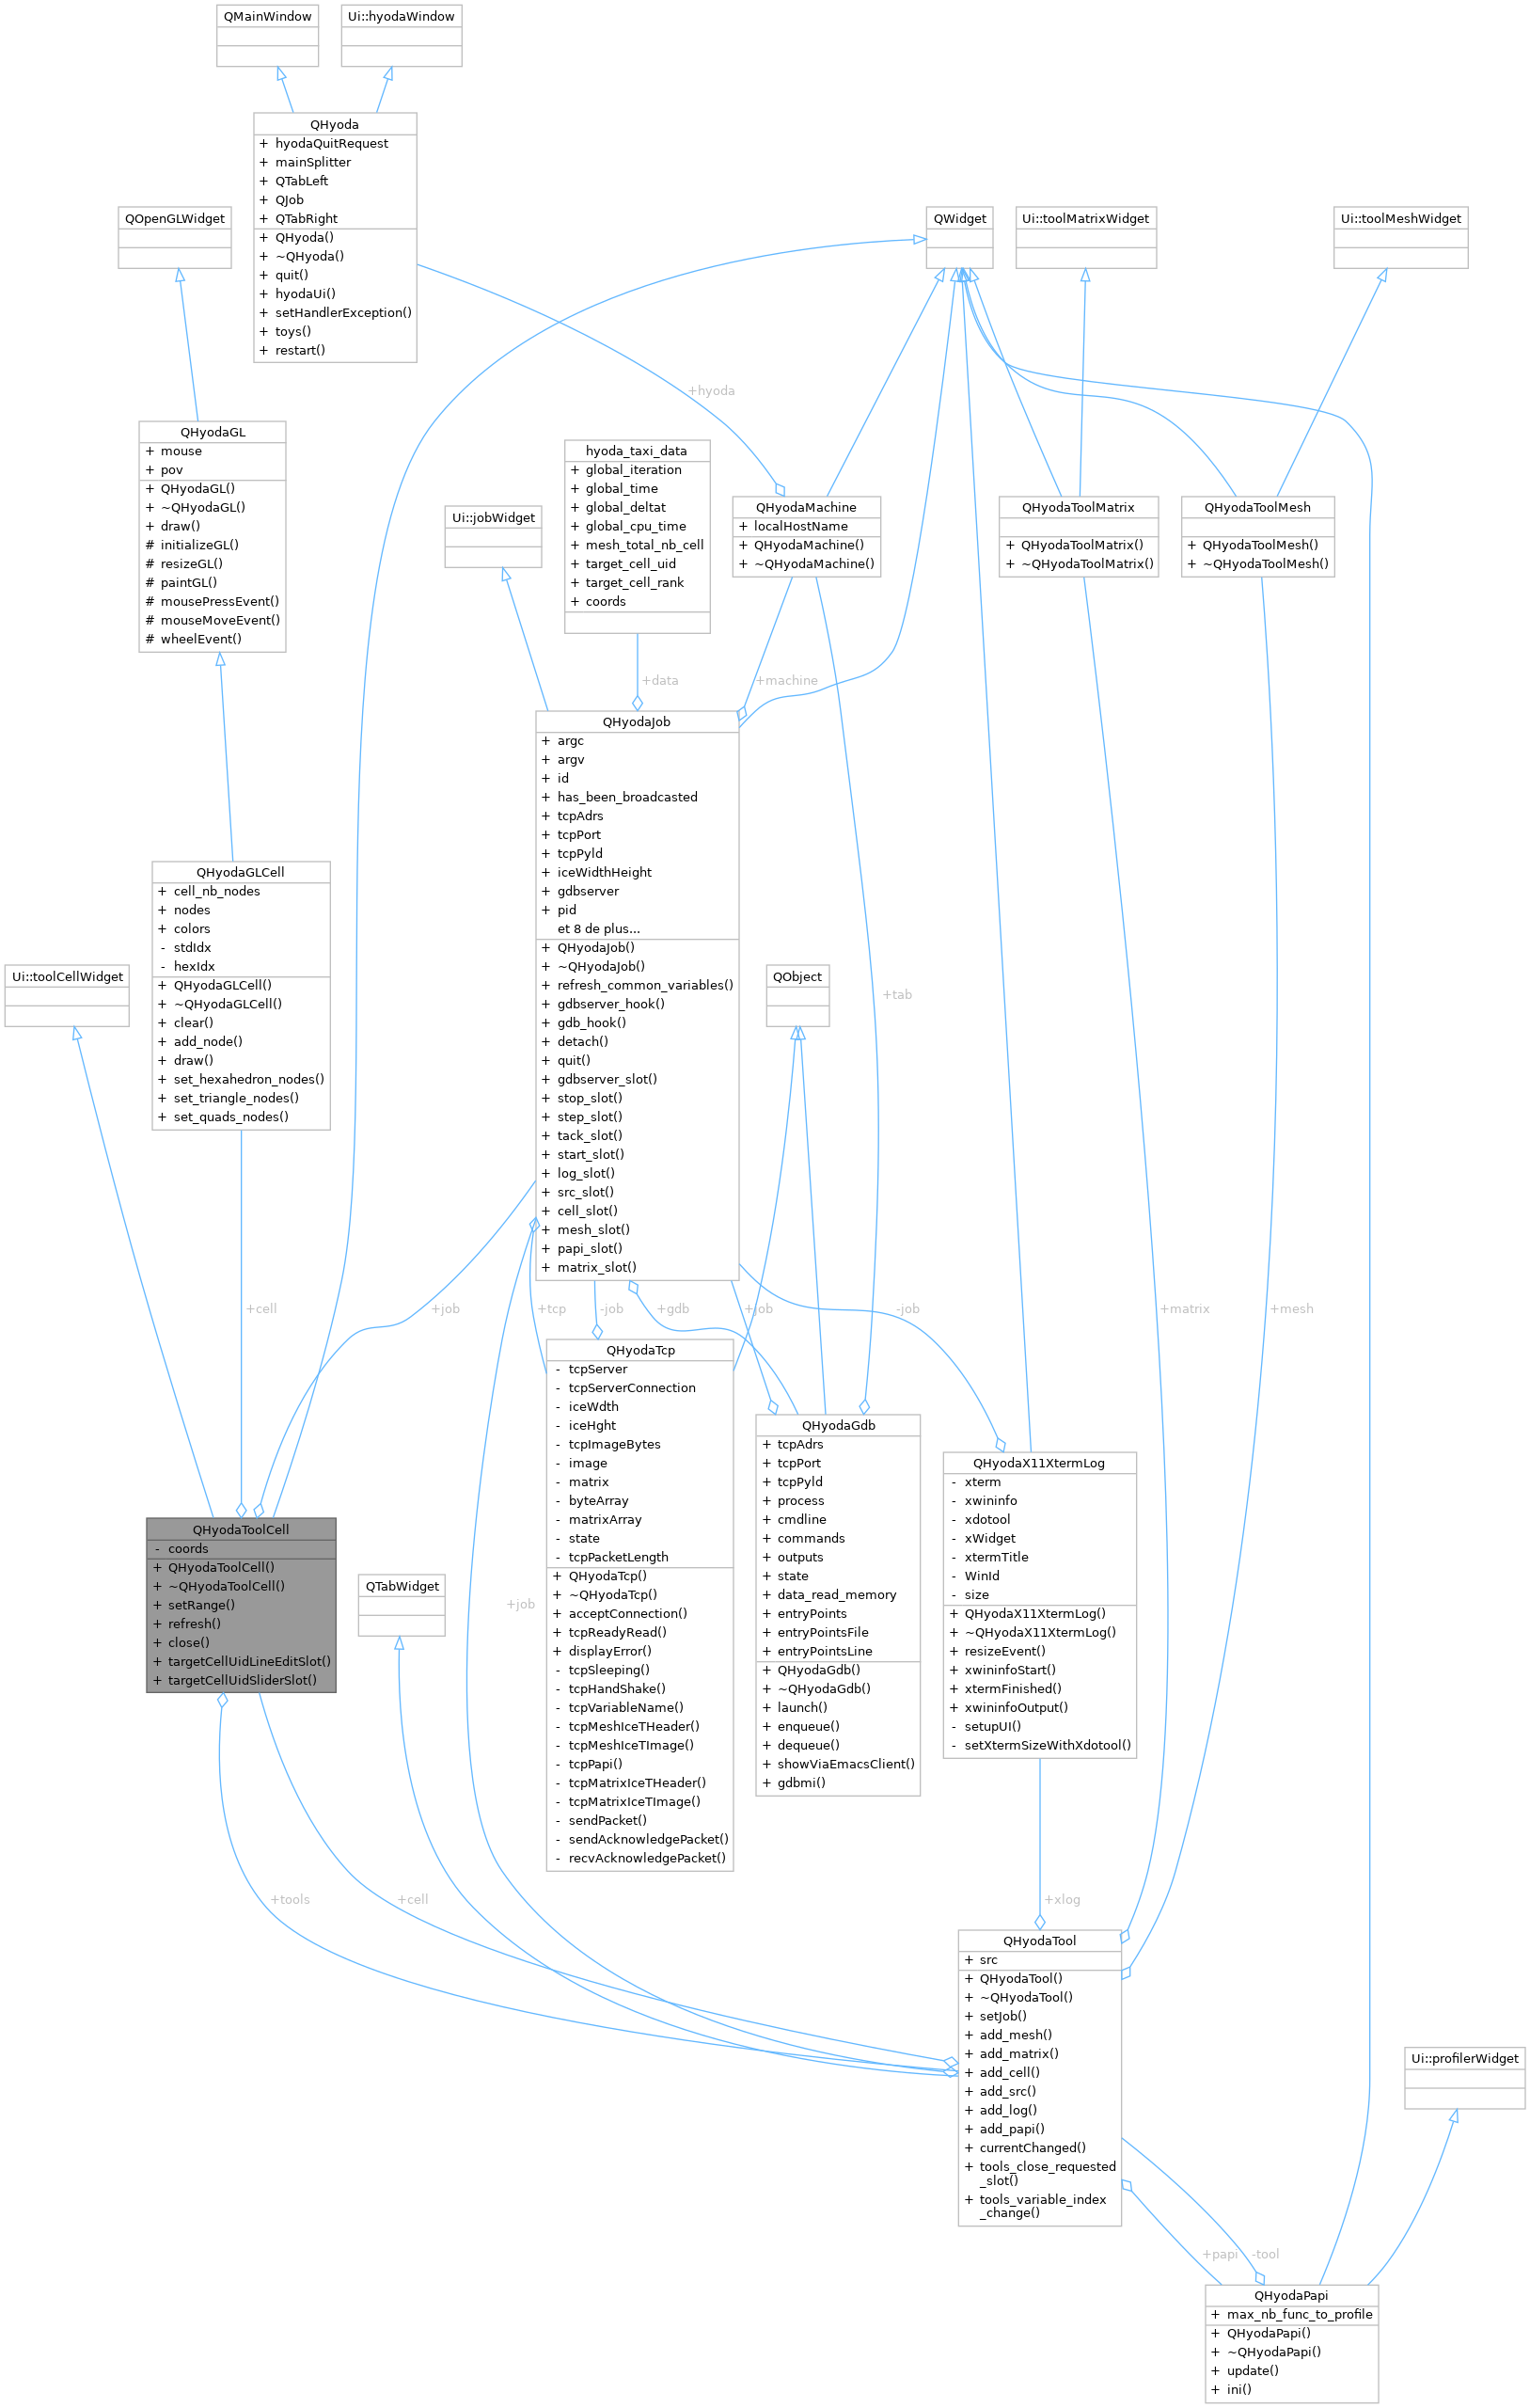 QMainWindow
Ui::hyodaWindow
QHyoda
+ hyodaQuitRequest
+ mainSplitter
+ QTabLeft
+ QJob
+ QTabRight
+ QHyoda()
+ ~QHyoda()
+ quit()
+ hyodaUi()
+ setHandlerException()
+ toys()
+ restart()
QOpenGLWidget
QWidget
Ui::toolMatrixWidget
Ui::toolMeshWidget
+hyoda
QHyodaGL
+ mouse
+ pov
+ QHyodaGL()
+ ~QHyodaGL()
+ draw()
# initializeGL()
# resizeGL()
# paintGL()
# mousePressEvent()
# mouseMoveEvent()
# wheelEvent()
hyoda_taxi_data
+ global_iteration
+ global_time
+ global_deltat
+ global_cpu_time
+ mesh_total_nb_cell
+ target_cell_uid
+ target_cell_rank
+ coords
Ui::jobWidget
QHyodaMachine
+ localHostName
+ QHyodaMachine()
+ ~QHyodaMachine()
QHyodaToolMatrix
+ QHyodaToolMatrix()
+ ~QHyodaToolMatrix()
QHyodaToolMesh
+ QHyodaToolMesh()
+ ~QHyodaToolMesh()
+data
+machine
QHyodaJob
+ argc
+ argv
+ id
+ has_been_broadcasted
+ tcpAdrs
+ tcpPort
+ tcpPyld
+ iceWidthHeight
+ gdbserver
+ pid
et 8 de plus...
+ QHyodaJob()
+ ~QHyodaJob()
+ refresh_common_variables()
+ gdbserver_hook()
+ gdb_hook()
+ detach()
+ quit()
+ gdbserver_slot()
+ stop_slot()
+ step_slot()
+ tack_slot()
+ start_slot()
+ log_slot()
+ src_slot()
+ cell_slot()
+ mesh_slot()
+ papi_slot()
+ matrix_slot()
QHyodaGLCell
+ cell_nb_nodes
+ nodes
+ colors
- stdIdx
- hexIdx
+ QHyodaGLCell()
+ ~QHyodaGLCell()
+ clear()
+ add_node()
+ draw()
+ set_hexahedron_nodes()
+ set_triangle_nodes()
+ set_quads_nodes()
Ui::toolCellWidget
QObject
+tab
+cell
+job
+tcp
-job
+gdb
+job
-job
+matrix
+mesh
QHyodaTcp
- tcpServer
- tcpServerConnection
- iceWdth
- iceHght
- tcpImageBytes
- image
- matrix
- byteArray
- matrixArray
- state
- tcpPacketLength
+ QHyodaTcp()
+ ~QHyodaTcp()
+ acceptConnection()
+ tcpReadyRead()
+ displayError()
- tcpSleeping()
- tcpHandShake()
- tcpVariableName()
- tcpMeshIceTHeader()
- tcpMeshIceTImage()
- tcpPapi()
- tcpMatrixIceTHeader()
- tcpMatrixIceTImage()
- sendPacket()
- sendAcknowledgePacket()
- recvAcknowledgePacket()
QHyodaGdb
+ tcpAdrs
+ tcpPort
+ tcpPyld
+ process
+ cmdline
+ commands
+ outputs
+ state
+ data_read_memory
+ entryPoints
+ entryPointsFile
+ entryPointsLine
+ QHyodaGdb()
+ ~QHyodaGdb()
+ launch()
+ enqueue()
+ dequeue()
+ showViaEmacsClient()
+ gdbmi()
QHyodaX11XtermLog
- xterm
- xwininfo
- xdotool
- xWidget
- xtermTitle
- WinId
- size
+ QHyodaX11XtermLog()
+ ~QHyodaX11XtermLog()
+ resizeEvent()
+ xwininfoStart()
+ xtermFinished()
+ xwininfoOutput()
- setupUI()
- setXtermSizeWithXdotool()
QHyodaToolCell
- coords
+ QHyodaToolCell()
+ ~QHyodaToolCell()
+ setRange()
+ refresh()
+ close()
+ targetCellUidLineEditSlot()
+ targetCellUidSliderSlot()
QTabWidget
+job
+tools
+cell
+xlog
QHyodaTool
+ src
+ QHyodaTool()
+ ~QHyodaTool()
+ setJob()
+ add_mesh()
+ add_matrix()
+ add_cell()
+ add_src()
+ add_log()
+ add_papi()
+ currentChanged()
+ tools_close_requested
_slot()
+ tools_variable_index
_change()
Ui::profilerWidget
+papi
-tool
QHyodaPapi
+ max_nb_func_to_profile
+ QHyodaPapi()
+ ~QHyodaPapi()
+ update()
+ ini()